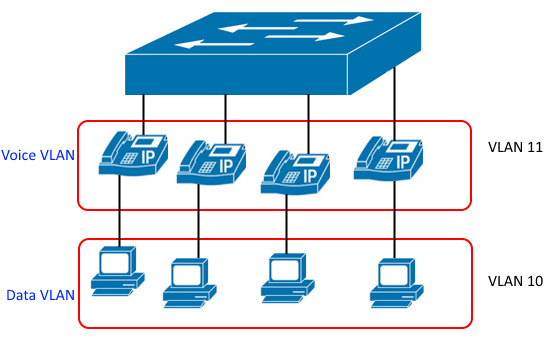 Voice VLAN
IP
IP
IP
IP
VLAN 11
Data VLAN
VLAN 10